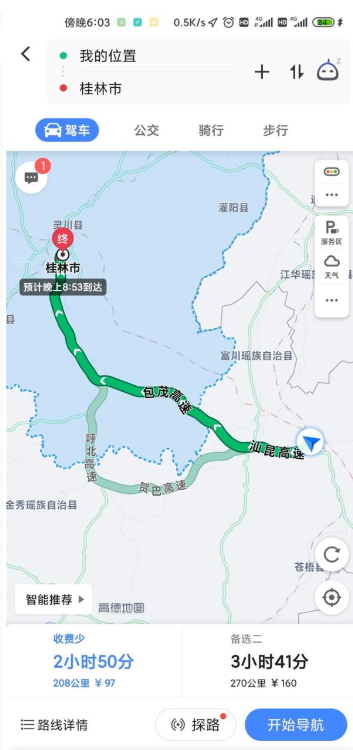 傍晚6:03
0.5K/s
HD 4G
HD 4G
84
我的位置
桂林市
驾车
公交
骑行
步行
1
灌阳县
灵川县
终
桂林市
预计晚上8:53到达
服务区
天气
江华瑶族
富川瑶族自治县
县
包茂高速
汕昆高速
呼北高速
贺巴高速
金秀瑶族自治县
苍梧县
智能推荐
高德地图
收费少
2小时50分
208公里 ¥97
备选二
3小时41分
270公里 ¥160
路线详情
探路
开始导航